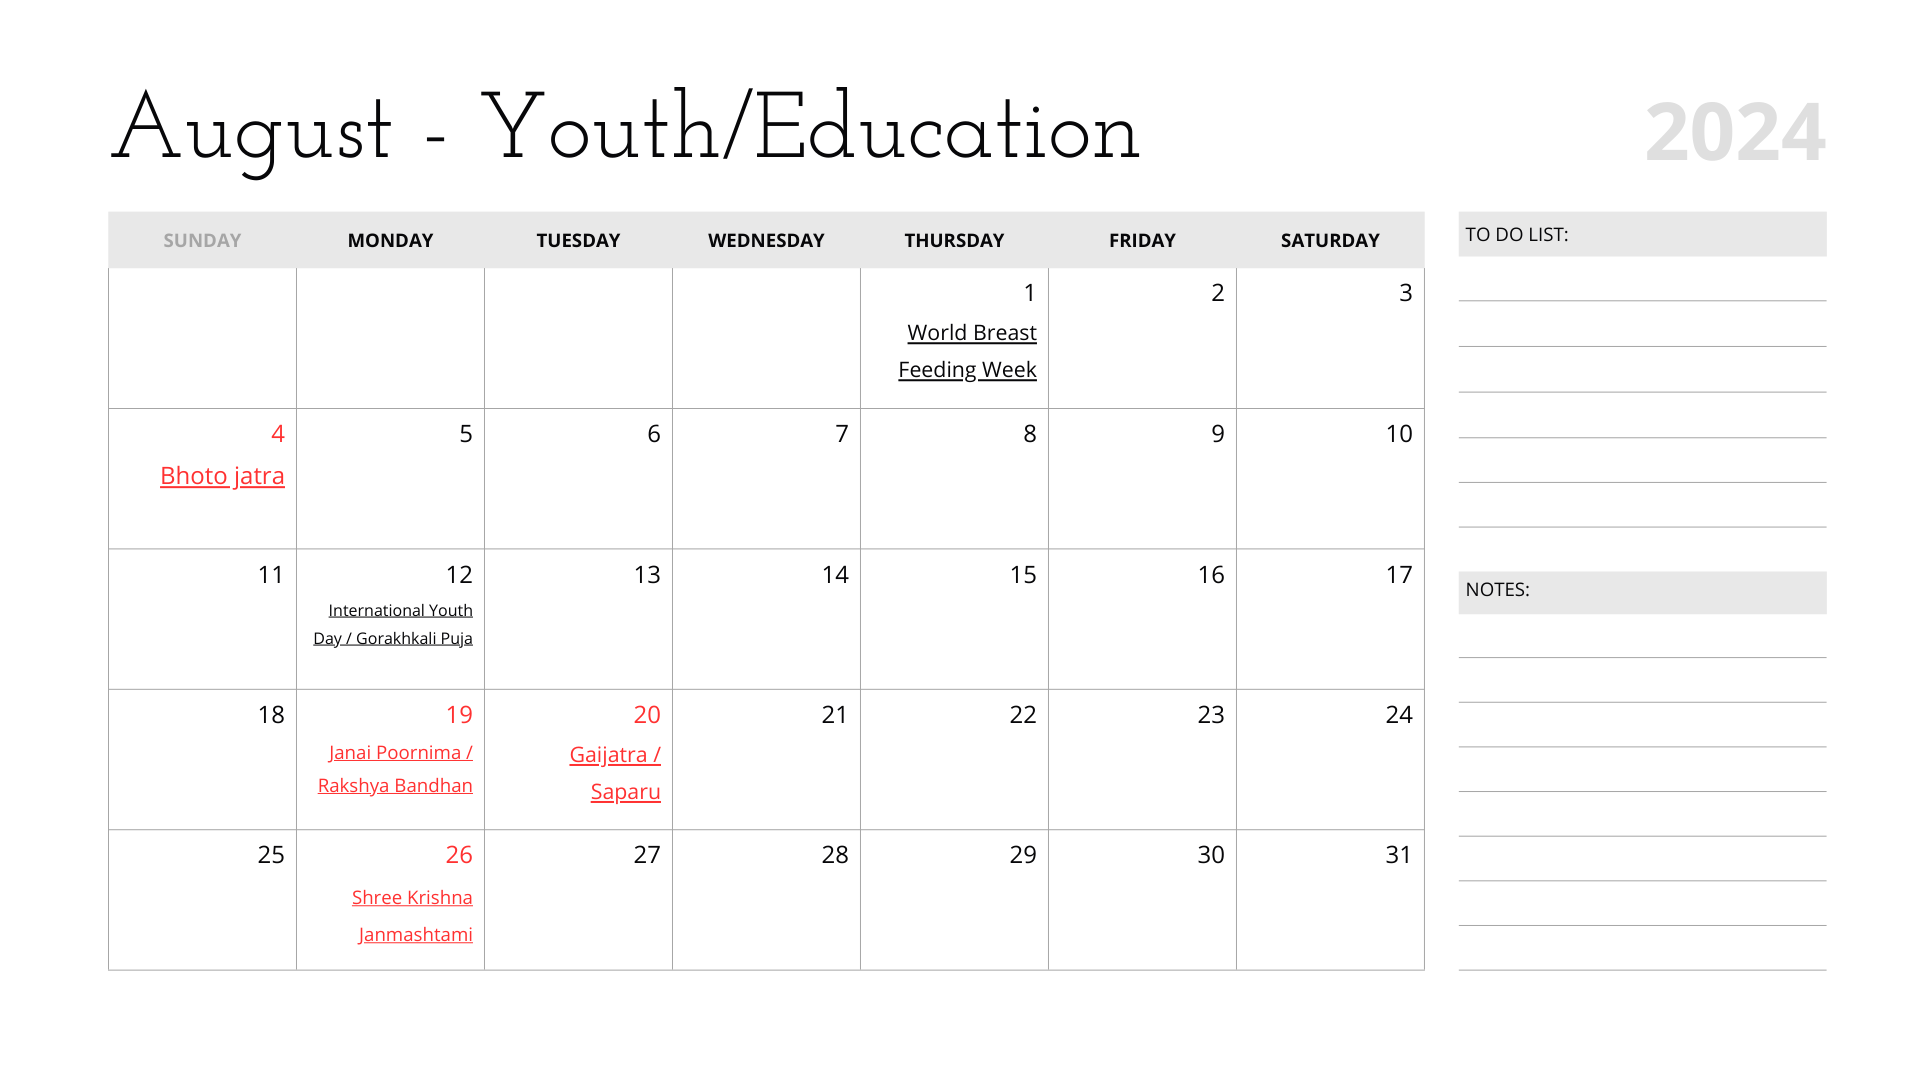 August - Youth/Education
2024
SUNDAY MONDAY TUESDAY WEDNESDAY THURSDAY FRIDAY SATURDAY
1 2 3
World Breast
Feeding Week
4 5 6 7 8 9 10
Bhoto jatra
11 12 13 14 15 16 17
International Youth
Day / Gorakhkali Puja
18 19 20 21 22 23 24
Janai Poornima /
Rakshya Bandhan
Gaijatra /
Saparu
25 26 27 28 29 30 31
Shree Krishna
Janmashtami
TO DO LIST:
NOTES: